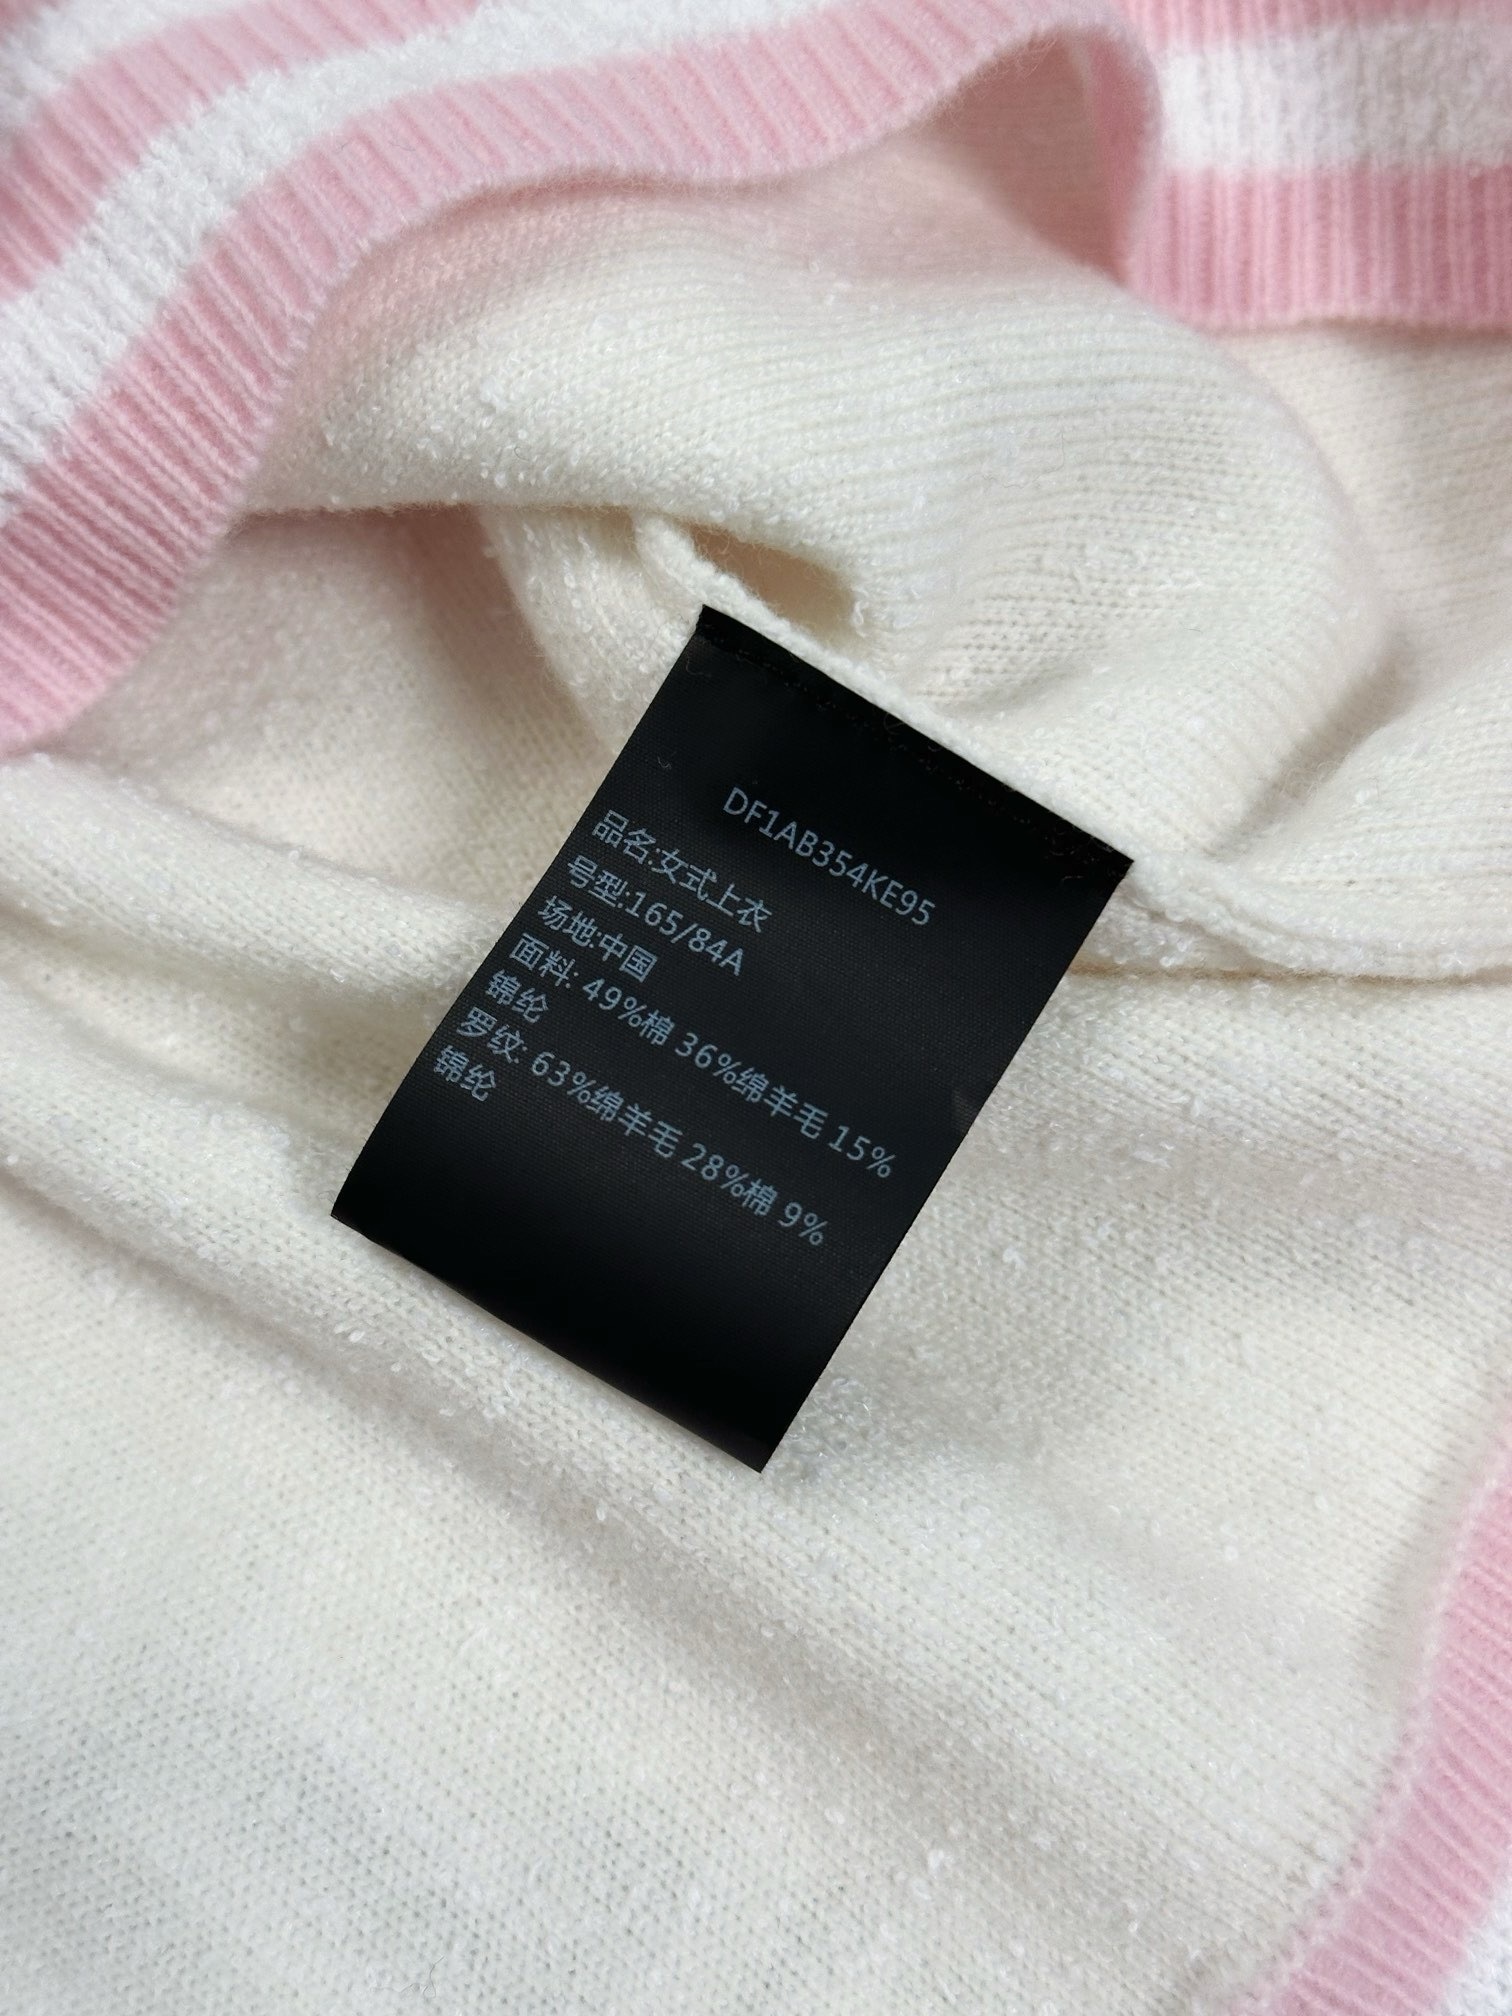 DF1AB354KE95
品名:女式上衣
号型:165/84A
场地:中国
面料: 49%棉 36%绵羊毛 15%
锦纶
罗纹: 63%绵羊毛 28%棉 9%
锦纶